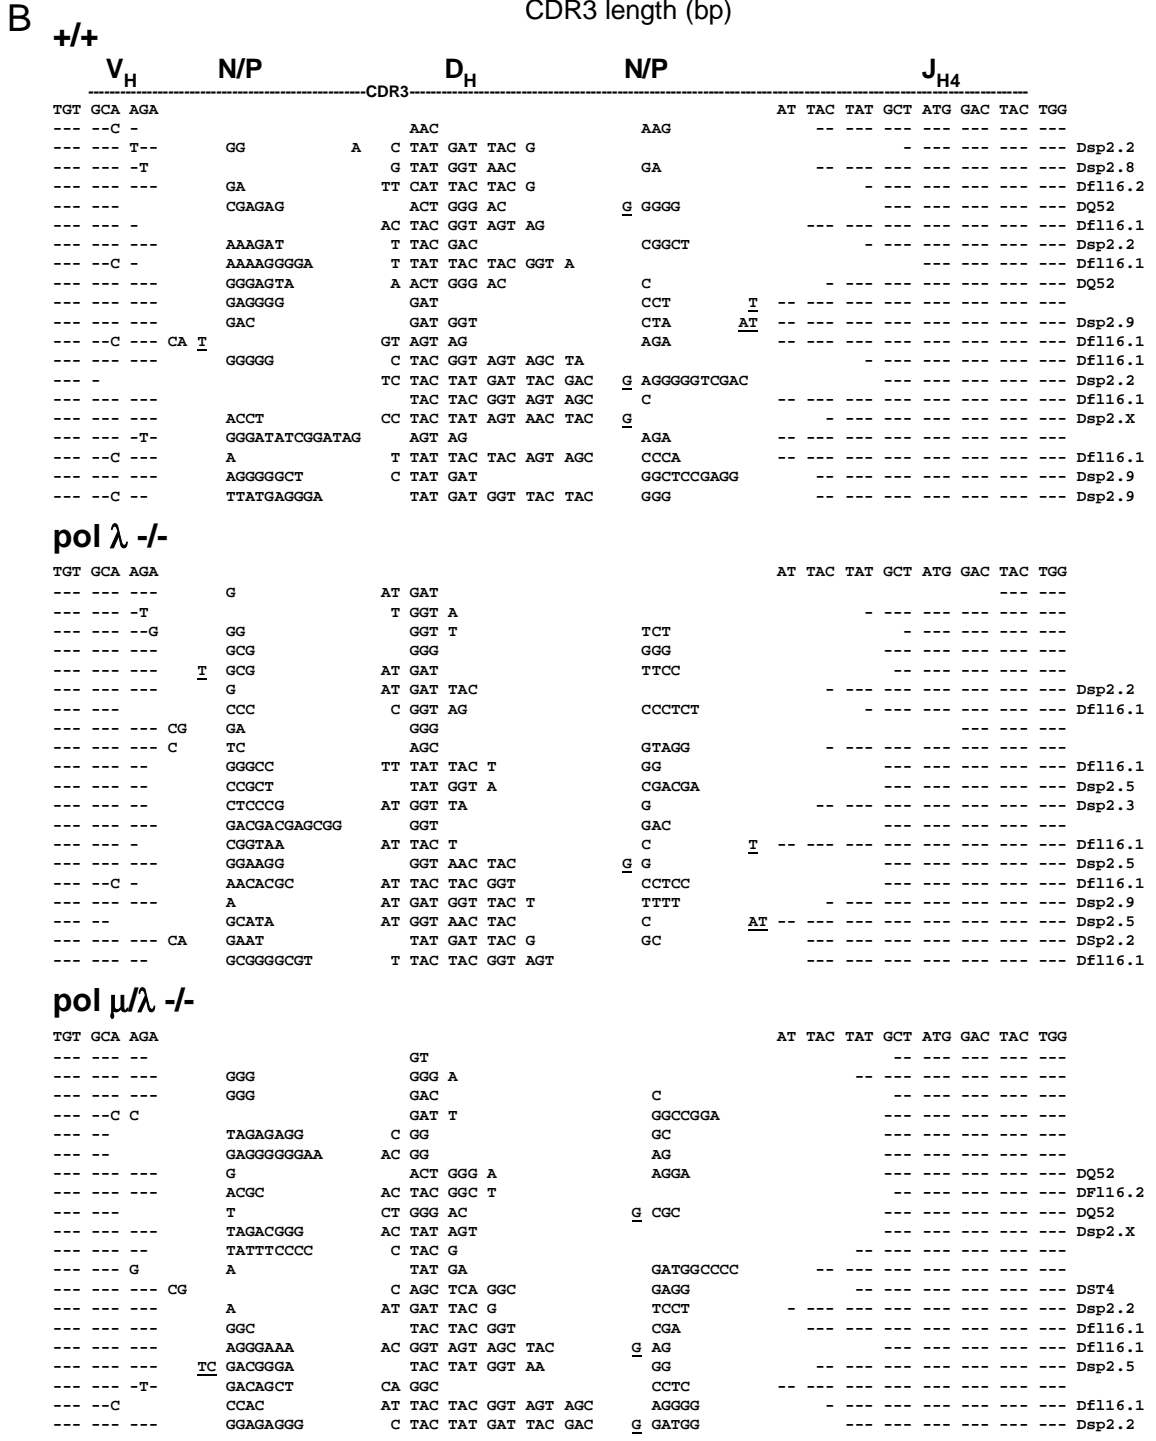 B
CDR3 length (bp)
+/+
VH N/P DH N/P JH4
----CDR3----
TGT GCA AGA AT TAC TAT GCT ATG GAC TAC TGG
--- --C - AAC AAG -- --- --- --- --- --- ---
--- --- T-- GG A C TAT GAT TAC G - --- --- --- --- --- Dsp2.2
--- --- -T G TAT GGT AAC GA --- --- --- --- --- Dsp2.8
--- --- --- GA TT CAT TAC TAC G - --- --- --- --- --- --- Dfl16.2
--- --- CGAGAG ACT GGG AC G GGGG --- --- --- --- --- DQ52
--- --- - AC TAC GGT AGT AG --- --- --- --- --- --- --- Dfl16.1
--- --- --- AAAGAT T TAC GAC CGGCT - --- --- --- --- --- Dsp2.2
--- --C - AAAAGGGGA T TAT TAC TAC GGT A --- --- --- --- Dfl16.1
--- --- --- GGGAGTA A ACT GGG AC C - --- --- --- --- --- --- DQ52
--- --- --- GAGGGG GAT CCT T -- --- --- --- --- --- --- ---
--- --- --- GAC GAT GGT CTA AT -- --- --- --- --- --- --- --- Dsp2.9
--- --C --- CA T GT AGT AG AGA -- --- --- --- --- --- --- --- Dfl16.1
--- --- --- GGGGG C TAC GGT AGT AGC TA - --- --- --- --- --- Dfl16.1
--- - TC TAC TAT GAT TAC GAC G AGGGGGTCGAC --- --- --- --- --- Dsp2.2
--- --- --- TAC TAC GGT AGT AGC C -- --- --- --- --- --- --- --- Dfl16.1
--- --- --- ACCT CC TAC TAT AGT AAC TAC G - --- --- --- --- --- --- Dsp2.X
--- --- -T- GGGATATCGGATAG AGT AG AGA -- --- --- --- --- --- --- ---
--- --C --- A T TAT TAC TAC AGT AGC CCCA -- --- --- --- --- --- --- --- Dfl16.1
--- --- --- AGGGGGCT C TAT GAT GGCTCCGAGG -- --- --- --- --- --- --- Dsp2.9
--- --C -- TTATGAGGGA TAT GAT GGT TAC TAC GGG -- --- --- --- --- --- --- Dsp2.9
pol λ -/-
TGT GCA AGA AT TAC TAT GCT ATG GAC TAC TGG
--- --- --- G AT GAT --- ---
--- --- -T T GGT A - --- --- --- --- ---
--- --- --G GG GGT T TCT - --- --- --- ---
--- --- --- GCG GGG GGG --- --- --- --- ---
--- --- --- T GCG AT GAT TTCC -- --- --- --- ---
--- --- --- G AT GAT TAC - --- --- --- --- --- --- Dsp2.2
--- --- CCC C GGT AG CCCTCT - --- --- --- --- --- Dfl16.1
--- --- --- CG GA GGG --- --- ---
--- --- --- C TC AGC GTAGG - --- --- --- --- --- ---
--- --- -- GGGCC TT TAT TAC T GG --- --- --- --- --- Dfl16.1
--- --- -- CCGCT TAT GGT A CGACGA --- --- --- --- --- Dsp2.5
--- --- -- CTCCCG AT GGT TA G -- --- --- --- --- --- --- Dsp2.3
--- --- --- GACGACGAGCGG GGT GAC --- --- --- --- ---
--- --- - CGGTAA AT TAC T C T -- --- --- --- --- --- --- --- Dfl16.1
--- --- --- GGAAGG GGT AAC TAC G G --- --- --- --- --- Dsp2.5
--- --C - AACACGC AT TAC TAC GGT CCTCC --- --- --- --- --- Dfl16.1
--- --- --- A AT GAT GGT TAC T TTTT - --- --- --- --- --- --- Dsp2.9
--- -- GCATA AT GGT AAC TAC C AT -- --- --- --- --- --- --- --- Dsp2.5
--- --- --- CA GAAT TAT GAT TAC G GC --- --- --- --- --- --- --- DSp2.2
--- --- -- GCGGGGCGT T TAC TAC GGT AGT --- --- --- --- --- --- --- Dfl16.1
pol μ/λ -/-
TGT GCA AGA AT TAC TAT GCT ATG GAC TAC TGG
--- --- -- GT -- --- --- --- ---
--- --- --- GGG GGG A -- --- --- --- --- ---
--- --- --- GGG GAC C -- --- --- --- ---
--- --C C GAT T GGCCGGA --- --- --- --- ---
--- -- TAGAGAGG C GG GC --- --- --- --- ---
--- -- GAGGGGGGAA AC GG AG --- --- --- --- ---
--- --- --- G ACT GGG A AGGA --- --- --- --- --- DQ52
--- --- --- ACGC AC TAC GGC T -- --- --- --- --- DFl16.2
--- --- --- T CT GGG AC G CGC --- --- --- --- --- DQ52
--- --- --- TAGACGGG AC TAT AGT --- --- --- --- --- Dsp2.X
--- --- -- TATTTCCCC C TAC G -- --- --- --- --- ---
--- --- G A TAT GA GATGGCCCC -- --- --- --- --- --- ---
--- --- --- CG C AGC TCA GGC GAGG -- --- --- --- --- --- DST4
--- --- --- A AT GAT TAC G TCCT - --- --- --- --- --- --- --- Dsp2.2
--- --- --- GGC TAC TAC GGT CGA --- --- --- --- --- --- --- Dfl16.1
--- --- --- AGGGAAA AC GGT AGT AGC TAC G AG --- --- --- --- --- Dfl16.1
--- --- --- TC GACGGGA TAC TAT GGT AA GG -- --- --- --- --- --- --- Dsp2.5
--- --- -T- GACAGCT CA GGC CCTC -- --- --- --- --- --- --- ---
--- --C CCAC AT TAC TAC GGT AGT AGC AGGGG - --- --- --- --- --- --- Dfl16.1
--- --- --- GGAGAGGG C TAC TAT GAT TAC GAC G GATGG --- --- --- --- --- --- Dsp2.2